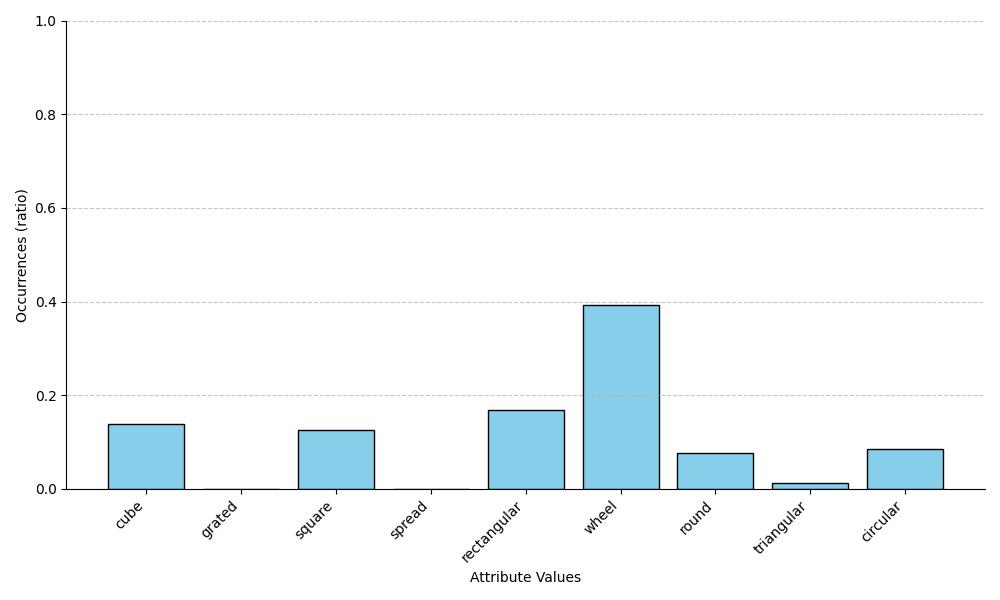 1.0
0.8
0.6
0.4
0.2
0.0
Occurrences (ratio)
cube
grated
square
spread
rectangular
wheel
round
triangular
circular
Attribute Values